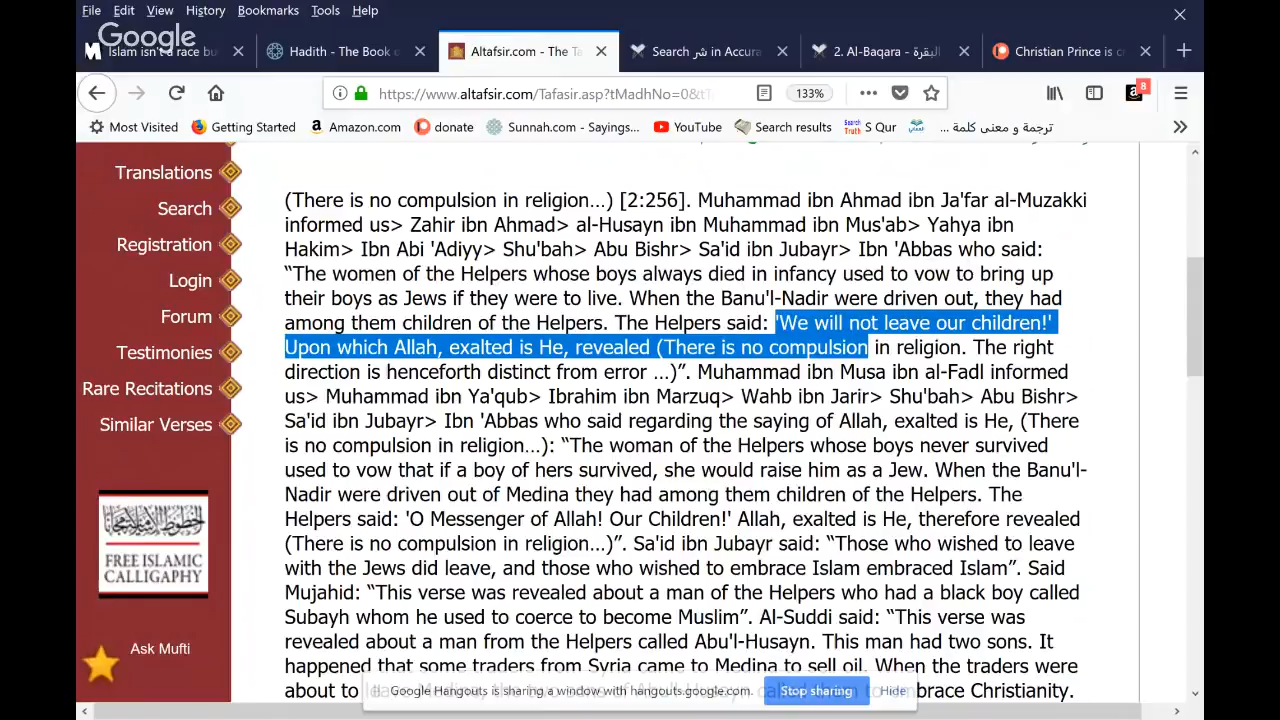 File Edit View History Bookmarks Tools Help
Google
Islam isn't a race bu
Hadith - The Book o
Altafsir.com - The Ta
Search شر in Accura
2. Al-Baqara - البقرة
Christian Prince is c
https://www.altafsir.com/Tafasir.asp?tMadhNo=0&tT
133%
8
Most Visited Getting Started Amazon.com donate Sunnah.com - Sayings... YouTube Search results Search Truth S Qur ترجمة و معنى كلمة ...
Translations
Search
Registration
Login
Forum
Testimonies
Rare Recitations
Similar Verses
FREE ISLAMIC
CALLIGAPHY
Ask Mufti
(There is no compulsion in religion…) [2:256]. Muhammad ibn Ahmad ibn Ja'far al-Muzakki
informed us> Zahir ibn Ahmad> al-Husayn ibn Muhammad ibn Mus'ab> Yahya ibn
Hakim> Ibn Abi 'Adiyy> Shu'bah> Abu Bishr> Sa'id ibn Jubayr> Ibn 'Abbas who said:
“The women of the Helpers whose boys always died in infancy used to vow to bring up
their boys as Jews if they were to live. When the Banu'l-Nadir were driven out, they had
among them children of the Helpers. The Helpers said: 'We will not leave our children!'
Upon which Allah, exalted is He, revealed (There is no compulsion in religion. The right
direction is henceforth distinct from error …)”. Muhammad ibn Musa ibn al-Fadl informed
us> Muhammad ibn Ya'qub> Ibrahim ibn Marzuq> Wahb ibn Jarir> Shu'bah> Abu Bishr>
Sa'id ibn Jubayr> Ibn 'Abbas who said regarding the saying of Allah, exalted is He, (There
is no compulsion in religion…): “The woman of the Helpers whose boys never survived
used to vow that if a boy of hers survived, she would raise him as a Jew. When the Banu'l-
Nadir were driven out of Medina they had among them children of the Helpers. The
Helpers said: 'O Messenger of Allah! Our Children!' Allah, exalted is He, therefore revealed
(There is no compulsion in religion…)”. Sa'id ibn Jubayr said: “Those who wished to leave
with the Jews did leave, and those who wished to embrace Islam embraced Islam”. Said
Mujahid: “This verse was revealed about a man of the Helpers who had a black boy called
Subayh whom he used to coerce to become Muslim”. Al-Suddi said: “This verse was
revealed about a man from the Helpers called Abu'l-Husayn. This man had two sons. It
happened that some traders from Syria came to Medina to sell oil. When the traders were
about to embrace Christianity.
Google Hangouts is sharing a window with hangouts.google.com. Stop sharing Hide